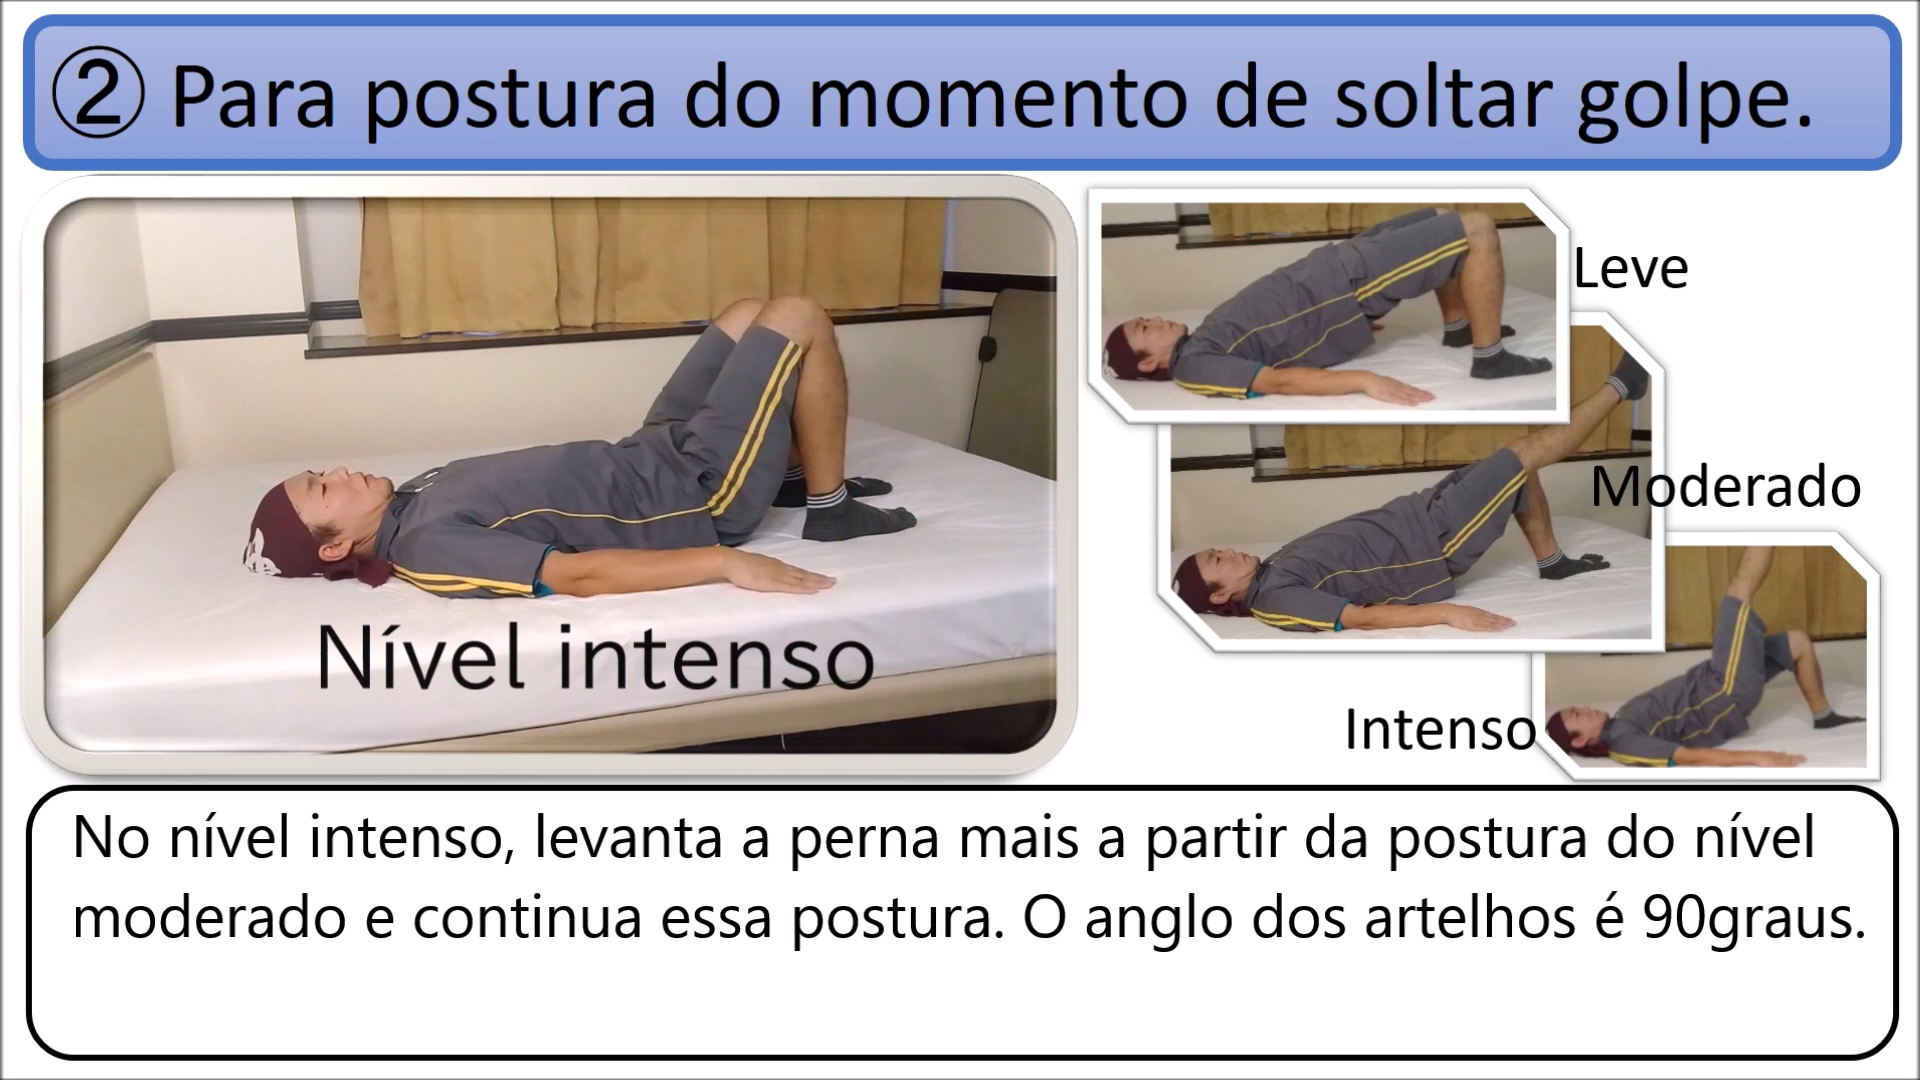 ② Para postura do momento de soltar golpe.
Leve
Moderado
Nível intenso
Intenso
No nível intenso, levanta a perna mais a partir da postura do nível
moderado e continua essa postura. O anglo dos artelhos é 90graus.